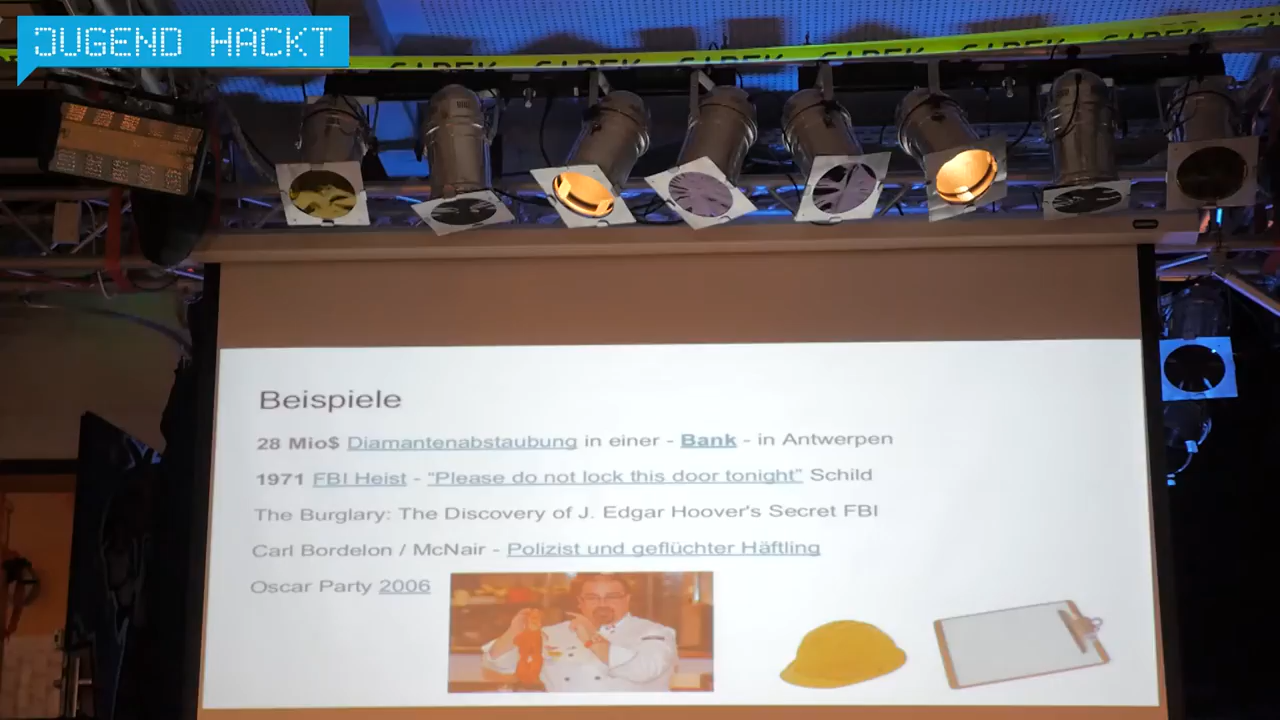 JUGEND HACKT
Beispiele
28 Mio$ Diamantenabstaubung in einer - Bank - in Antwerpen
1971 FBI Heist - “Please do not lock this door tonight” Schild
The Burglary: The Discovery of J. Edgar Hoover's Secret FBI
Carl Bordelon / McNair - Polizist und geflüchter Häftling
Oscar Party 2006